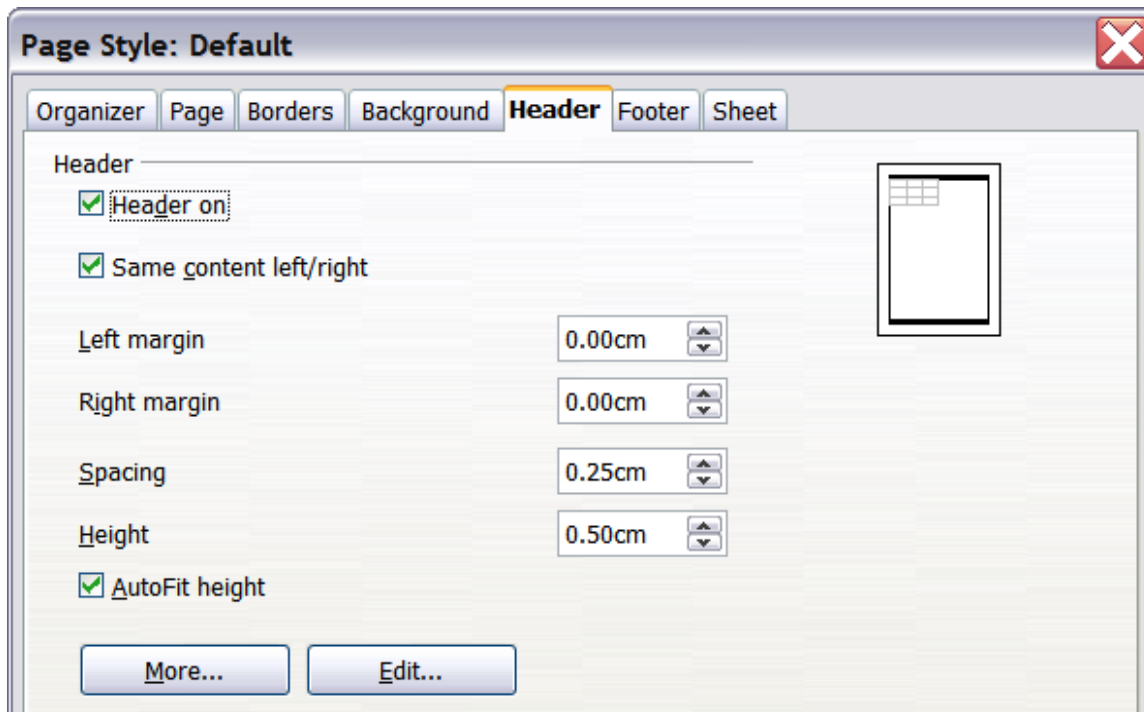 Page Style: Default
Organizer Page Borders Background Header Footer Sheet
Header
Header on
Same content left/right
Left margin 0.00cm
Right margin 0.00cm
Spacing 0.25cm
Height 0.50cm
AutoFit height
More... Edit...